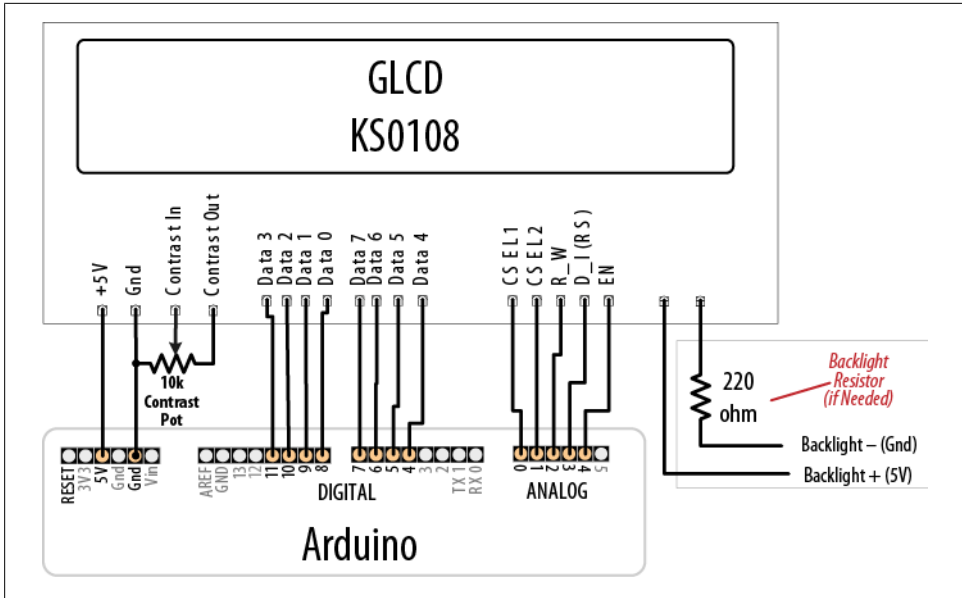 GLCD
KS0108
+5V
Gnd
Contrast In
Contrast Out
Data 3
Data 2
Data 1
Data 0
Data 7
Data 6
Data 5
Data 4
CSEL1
CSEL2
R_W
D_I(RS)
EN
10k
Contrast
Pot
220
ohm
Backlight
Resistor
(if Needed)
Backlight – (Gnd)
Backlight + (5V)
RESET
3V3
5V
Gnd
Gnd
Vin
AREF
GND
13
12
11
10
9
8
7
6
5
4
3
2
TX 1
RX 0
0
1
2
3
4
5
DIGITAL
ANALOG
Arduino